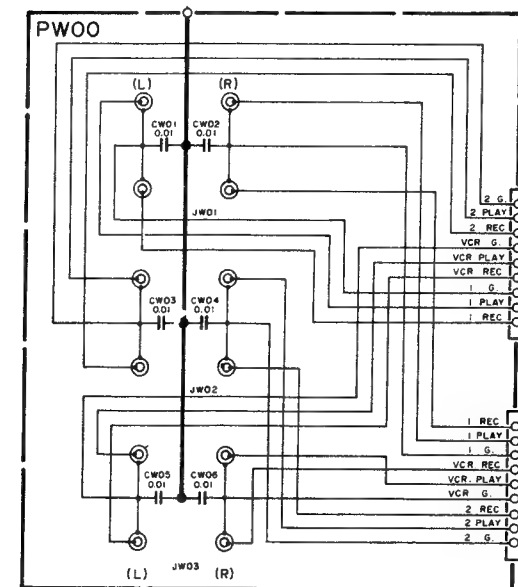 PW00
(L) (R)
CW01 CW02
0.01 0.01
JW01
2 G.
2 PLAY
2 REC
VCR G.
VCR PLAY
VCR REC
1 G.
1 PLAY
1 REC
CW03 CW04
0.01 0.01
JW02
1 REC
1 PLAY
1 G.
VCR REC
VCR. PLAY
VCR G.
2 REC
2 PLAY
2 G.
CW05 CW06
0.01 0.01
JW03
(L) (R)